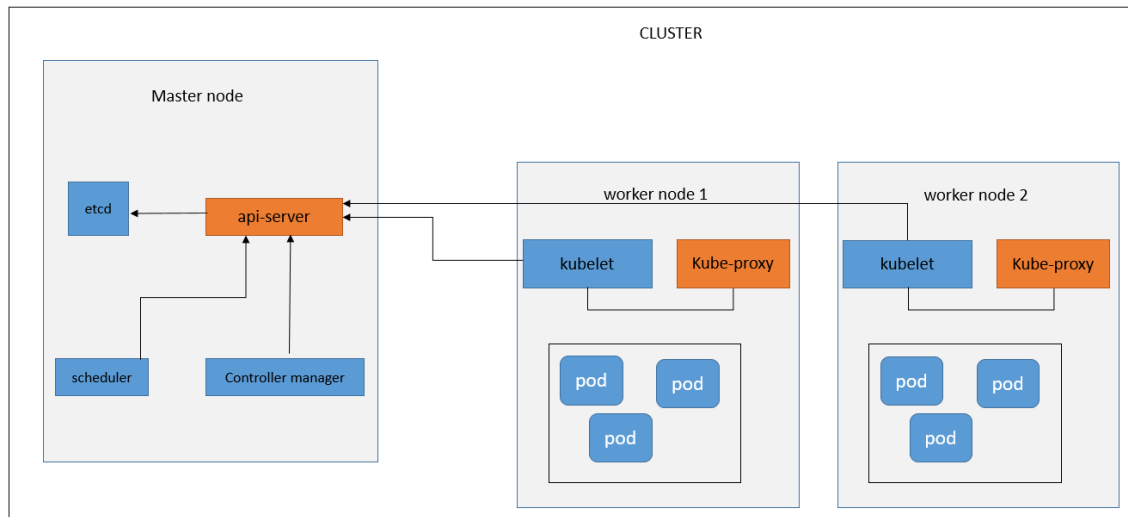 CLUSTER
Master node
etcd
api-server
scheduler
Controller manager
worker node 1
kubelet
Kube-proxy
pod
pod
pod
worker node 2
kubelet
Kube-proxy
pod
pod
pod